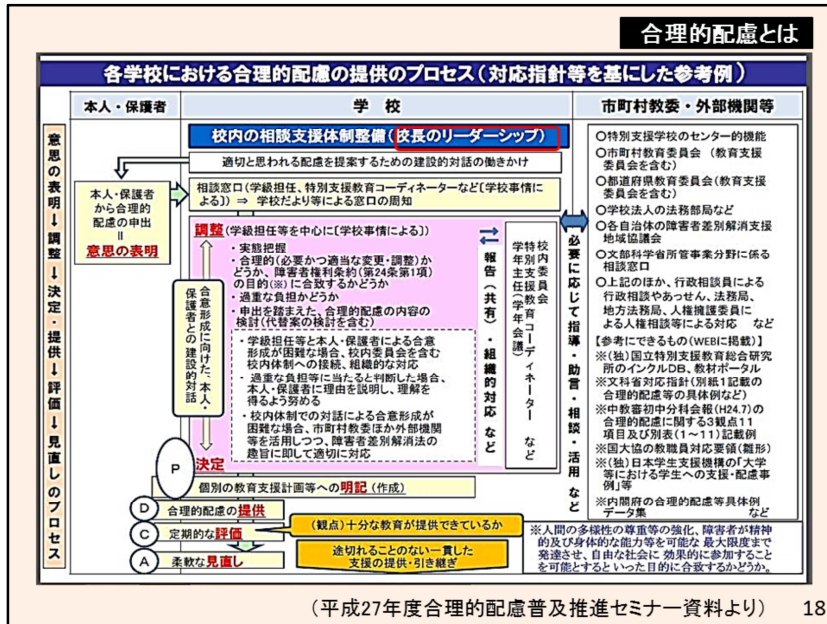 合理的配慮とは
各学校における合理的配慮の提供のプロセス(対応指針等を基にした参考例)
本人・保護者
学 校
市町村教委・外部機関等
意思の表明→調整→決定・提供→評価→見直しのプロセス
校内の相談支援体制整備(校長のリーダーシップ)
適切と思われる配慮を提案するための建設的対話の働きかけ
本人・保護者
から合理的
配慮の申出
=
意思の表明
相談窓口(学級担任、特別支援教育コーディネーターなど〔学校事情に
よる〕) ⇒ 学校だより等による窓口の周知
合意形成に向けた、本人・
保護者との建設的対話
調整(学級担任等を中心に〔学校事情による〕)
・実態把握
・合理的(必要かつ適当な変更・調整)か
どうか、障害者権利条約(第24条第1項
の目的(※)に合致するかどうか
・過重な負担かどうか
・申出を踏まえた、合理的配慮の内容の
検討(代替案の検討を含む)
・学級担任等と本人・保護者による合意
形成が困難な場合、校内委員会を含む
校内体制への接続、組織的な対応
・過重な負担等に当たると判断した場合、
本人・保護者に理由を説明し、理解を
得るよう努める
・校内体制での対話による合意形成が
困難な場合、市町村教委ほか外部機関
等を活用しつつ、障害者差別解消法の
趣旨に即して適切に対応
決定
報告(共有)・組織的対応 など
校内委員会
特別支援教育コーディネーター など
学年主任(学年会議)
必要に応じて指導・助言・相談・活用 など
P
個別の教育支援計画等への明記(作成)
D
合理的配慮の提供
C
定期的な評価
(観点)十分な教育が提供できているか
A
柔軟な見直し
途切れることのない一貫した
支援の提供・引き継ぎ
○特別支援学校のセンター的機能
○市町村教育委員会 (教育支援
委員会を含む)
○都道府県教育委員会(教育支援
委員会を含む)
○学校法人の法務部局など
○各自治体の障害者差別解消支援
地域協議会
○文部科学省所管事業分野に係る
相談窓口
○上記のほか、行政相談員による
行政相談やあっせん、法務局、
地方法務局、人権擁護委員に
よる人権相談等による対応 など
【参考にできるもの(WEBに掲載)】
※(独)国立特別支援教育総合研究
所のインクルDB、教材ポータル
※文科省対応指針(別紙1記載の
合理的配慮等の具体例など)
※中教審初中分科会報(H24.7)の
合理的配慮に関する3観点11
項目及び別表(1~11)記載例
※国大協の教職員対応要領(雛形)
※(独)日本学生支援機構の「大学
等における学生への支援・配慮事
例」等
※内閣府の合理的配慮等具体例
データ集 など
※人間の多様性の尊重等の強化、障害者が精神
的及び身体的な能力等を可能な 最大限度まで
発達させ、自由な社会に 効果的に参加すること
を可能とするといった目的に合致するかどうか。
(平成27年度合理的配慮普及推進セミナー資料より)
18